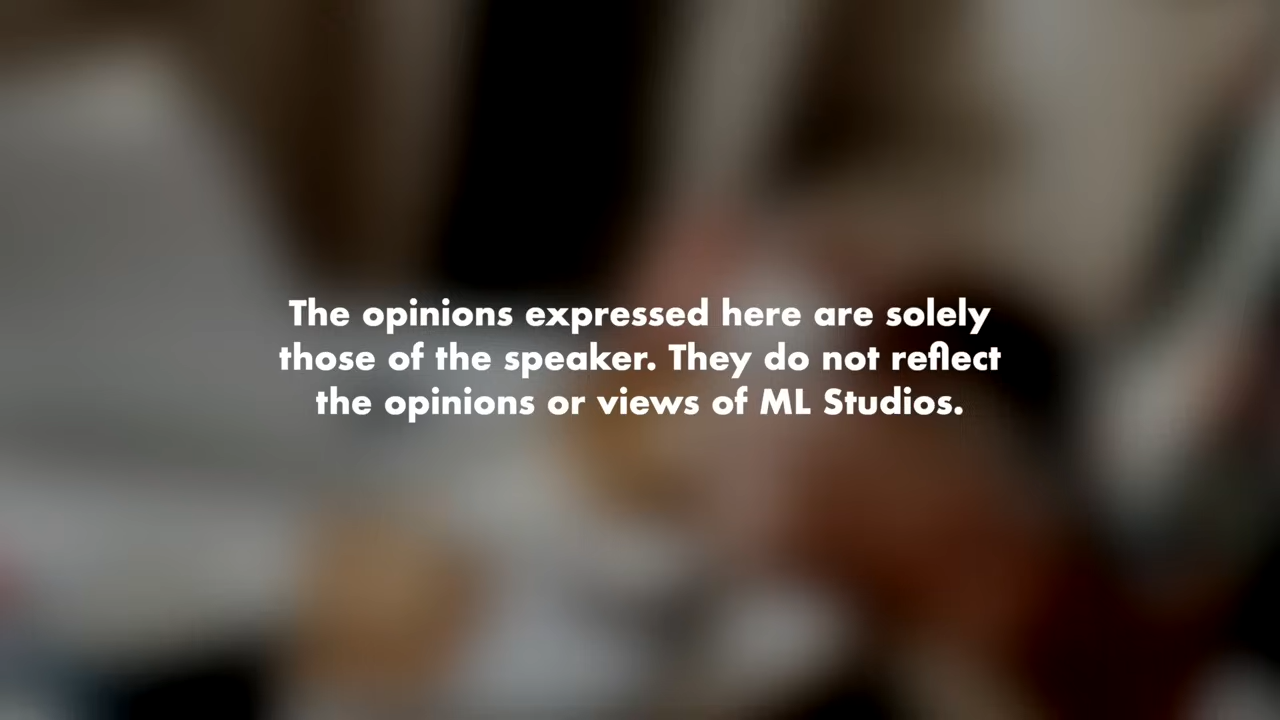 The opinions expressed here are solely
those of the speaker. They do not reflect
the opinions or views of ML Studios.